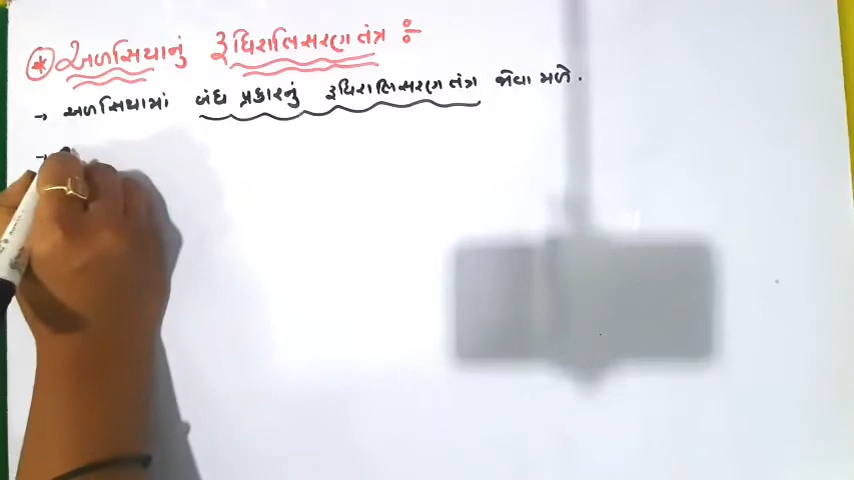 * અળસિયાનું રૂધિરાભિસરણ તંત્ર :-
→ અળસિયામાં બંધ પ્રકારનું રૂધિરાભિસરણ તંત્ર જોવા મળે.
→